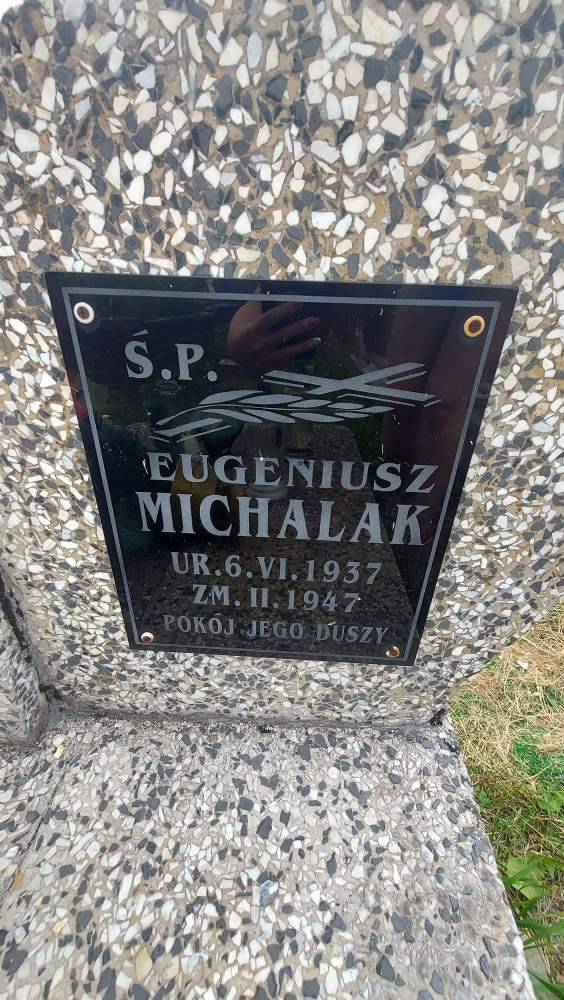 Ś.P.
EUGENIUSZ
MICHALAK
UR.6.VI.1937
ZM.II.1947
POKÓJ JEGO DUSZY